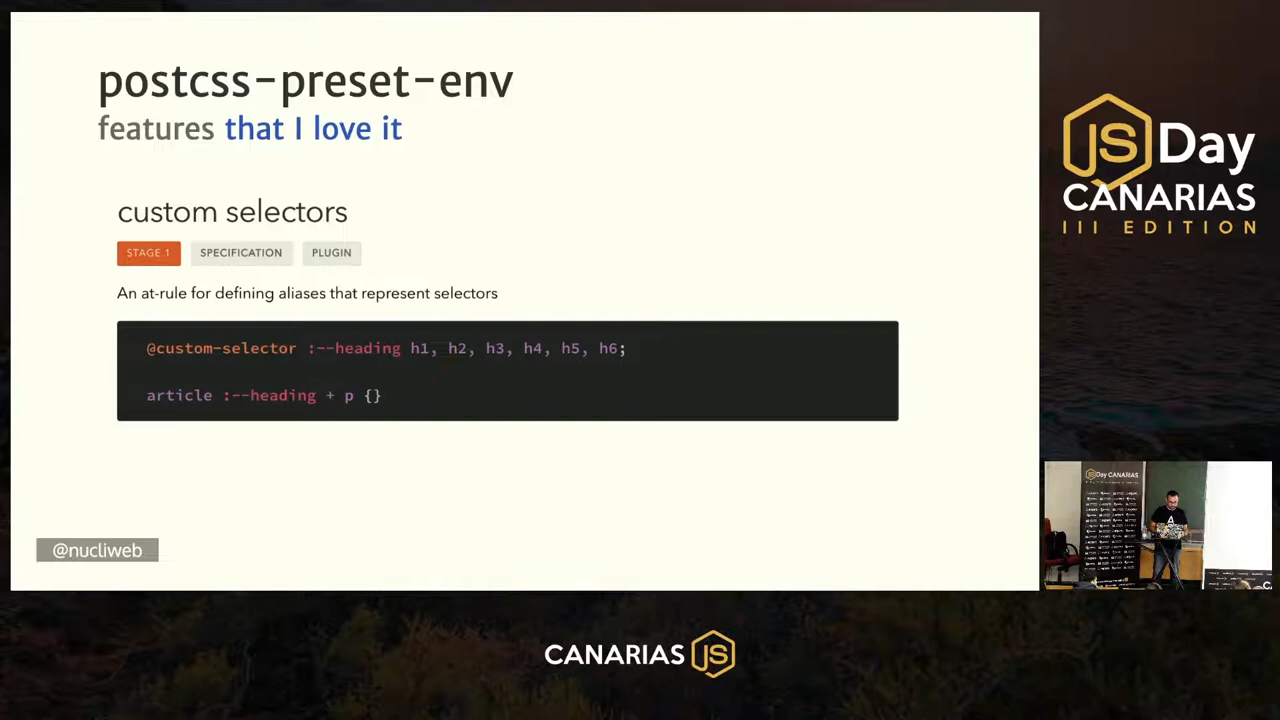 postcss-preset-env
features that I love it
custom selectors
STAGE 1
SPECIFICATION
PLUGIN
An at-rule for defining aliases that represent selectors
@custom-selector :--heading h1, h2, h3, h4, h5, h6;
article :--heading + p {}
@nucliweb
JS Day
CANARIAS
III EDITION
Day CANARIAS
CANARIAS JS